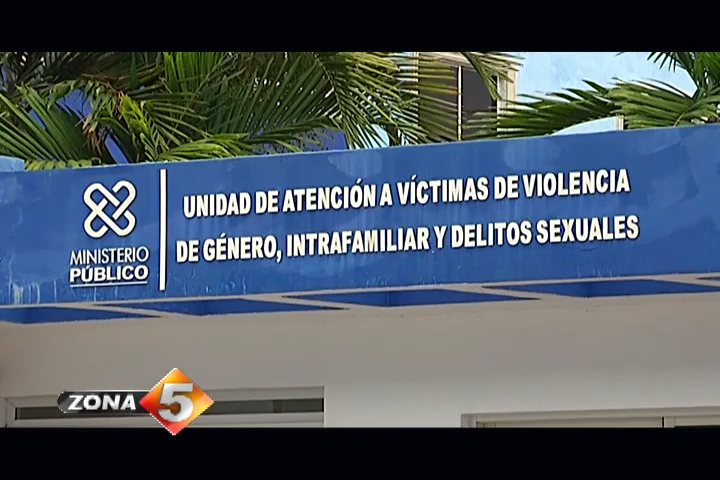 UNIDAD DE ATENCIÓN A VÍCTIMAS DE VIOLENCIA
DE GÉNERO, INTRAFAMILIAR Y DELITOS SEXUALES
MINISTERIO
PÚBLICO
ZONA 5